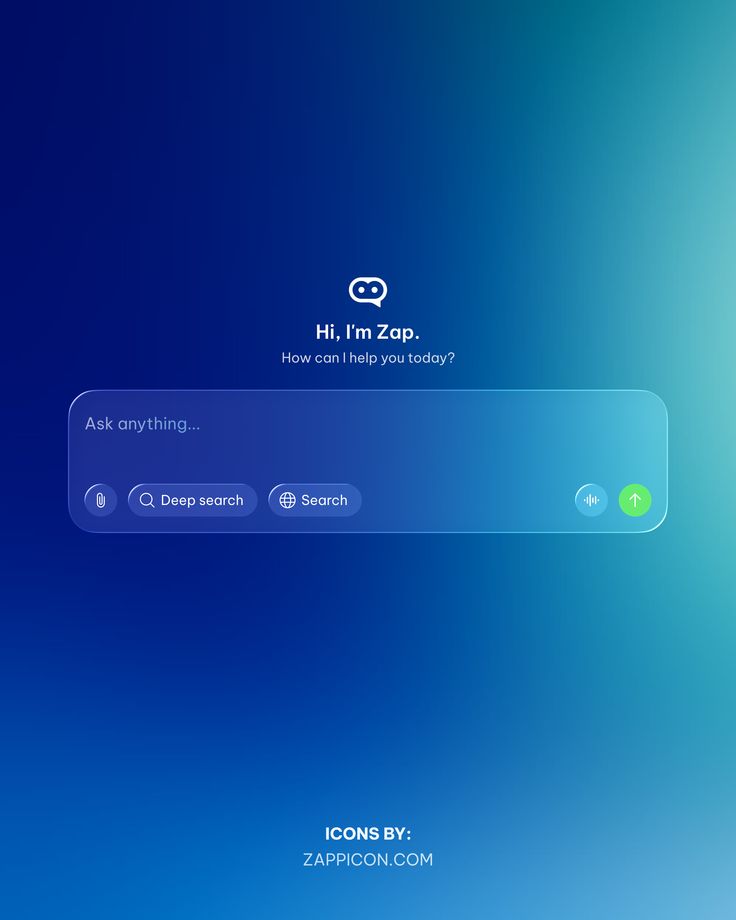 Hi, I'm Zap.
How can I help you today?
Ask anything...
Deep search
Search
ICONS BY:
ZAPPICON.COM